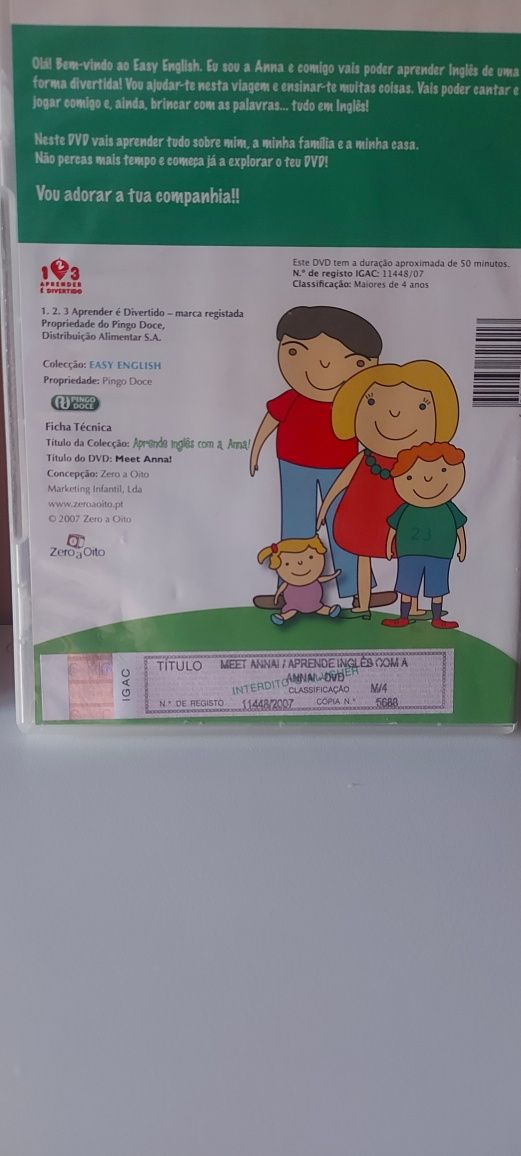 Olá! Bem-vindo ao Easy English. Eu sou a Anna e comigo vais poder aprender Inglês de uma
forma divertida! Vou ajudar-te nesta viagem e ensinar-te muitas coisas. Vais poder cantar e
jogar comigo e, ainda, brincar com as palavras... tudo em Inglês!
Neste DVD vais aprender tudo sobre mim, a minha família e a minha casa.
Não percas mais tempo e começa já a explorar o teu DVD!
Vou adorar a tua companhia!!
1 2 3
APRENDER
É DIVERTIDO
Este DVD tem a duração aproximada de 50 minutos.
N.º de registo IGAC: 11448/07
Classificação: Maiores de 4 anos
1. 2. 3 Aprender é Divertido – marca registada
Propriedade do Pingo Doce,
Distribuição Alimentar S.A.
Colecção: EASY ENGLISH
Propriedade: Pingo Doce
PINGO
DOCE
Ficha Técnica
Título da Colecção: Aprende Inglês com a Anna!
Título do DVD: Meet Anna!
Concepção: Zero a Oito
Marketing Infantil, Lda
www.zeroaoito.pt
© 2007 Zero a Oito
Zero a Oito
23
IGAC
TÍTULO MEET ANNA! / APRENDE INGLÊS COM A
ANNA! - DVD
INTERDITO
CLASSIFICAÇÃO M/4
N.º DE REGISTO 11448/2007 CÓPIA N.º 5688